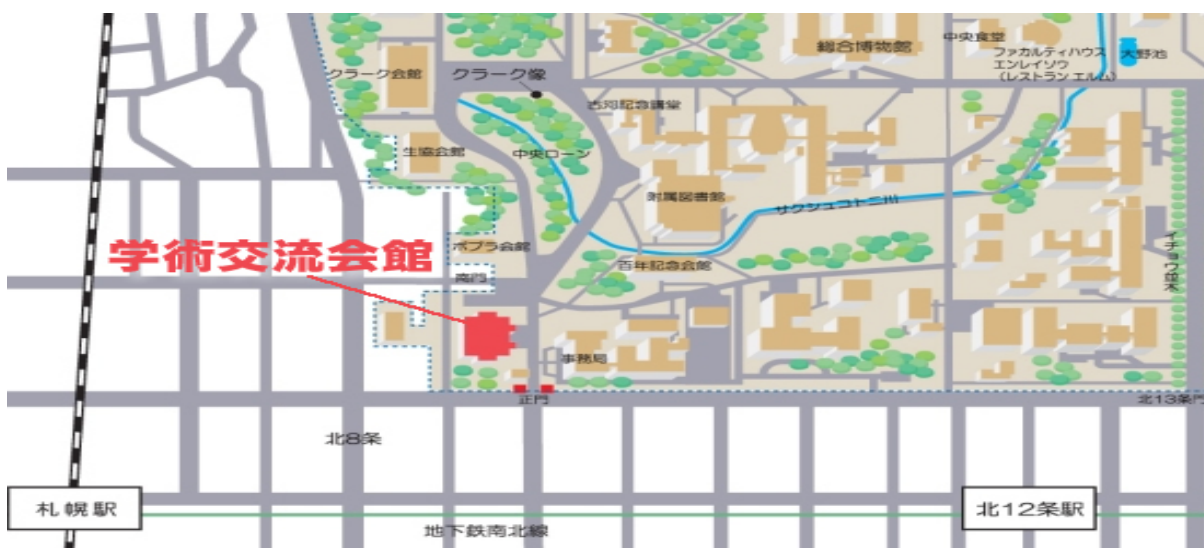 中央食堂
総合博物館
ファカルティハウス
エンレイソウ
(レストラン エルム)
大野池
クラーク会館
クラーク像
古河記念講堂
生協会館
中央ローン
附属図書館
サクシュコトニ川
イチョウ並木
ポプラ会館
学術交流会館
百年記念会館
南門
事務局
正門
北13条門
北8条
札幌駅
北12条駅
地下鉄南北線